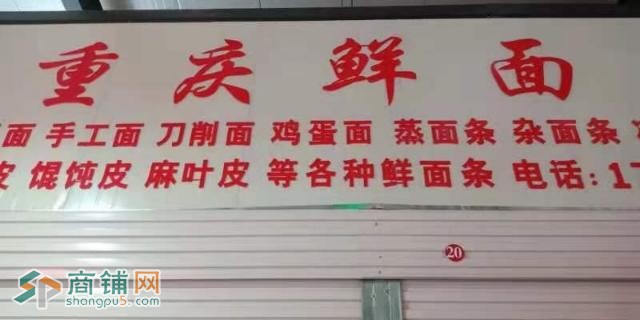 重庆鲜面
面 手工面 刀削面 鸡蛋面 蒸面条 杂面条
皮 馄饨皮 麻叶皮 等各种鲜面条 电话:17
20
商铺网
shangpu5.com